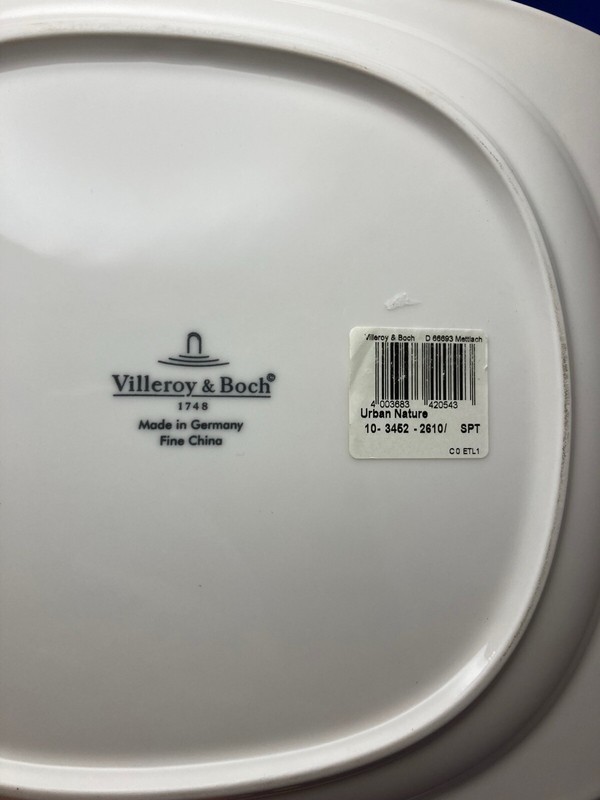 Villeroy & Boch
1748
Made in Germany
Fine China
Villeroy & Boch D 66693 Mettlach
4 003683 420543
Urban Nature
10- 3452 - 2610/ SPT
C 0 ETL1